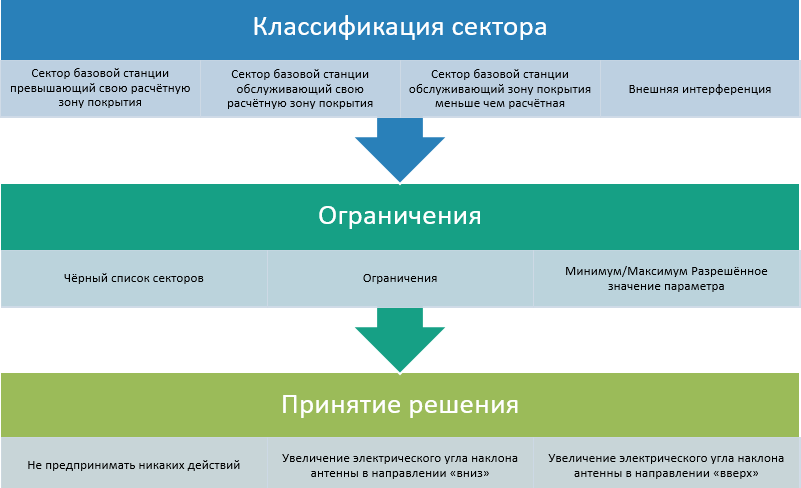 Классификация сектора
Сектор базовой станции
превышающий свою расчётную
зону покрытия
Сектор базовой станции
обслуживающий свою
расчётную зону покрытия
Сектор базовой станции
обслуживающий зону покрытия
меньше чем расчётная
Внешняя интерференция
Ограничения
Чёрный список секторов
Ограничения
Минимум/Максимум Разрешённое
значение параметра
Принятие решения
Не предпринимать никаких действий
Увеличение электрического угла наклона
антенны в направлении «вниз»
Увеличение электрического угла наклона
антенны в направлении «вверх»